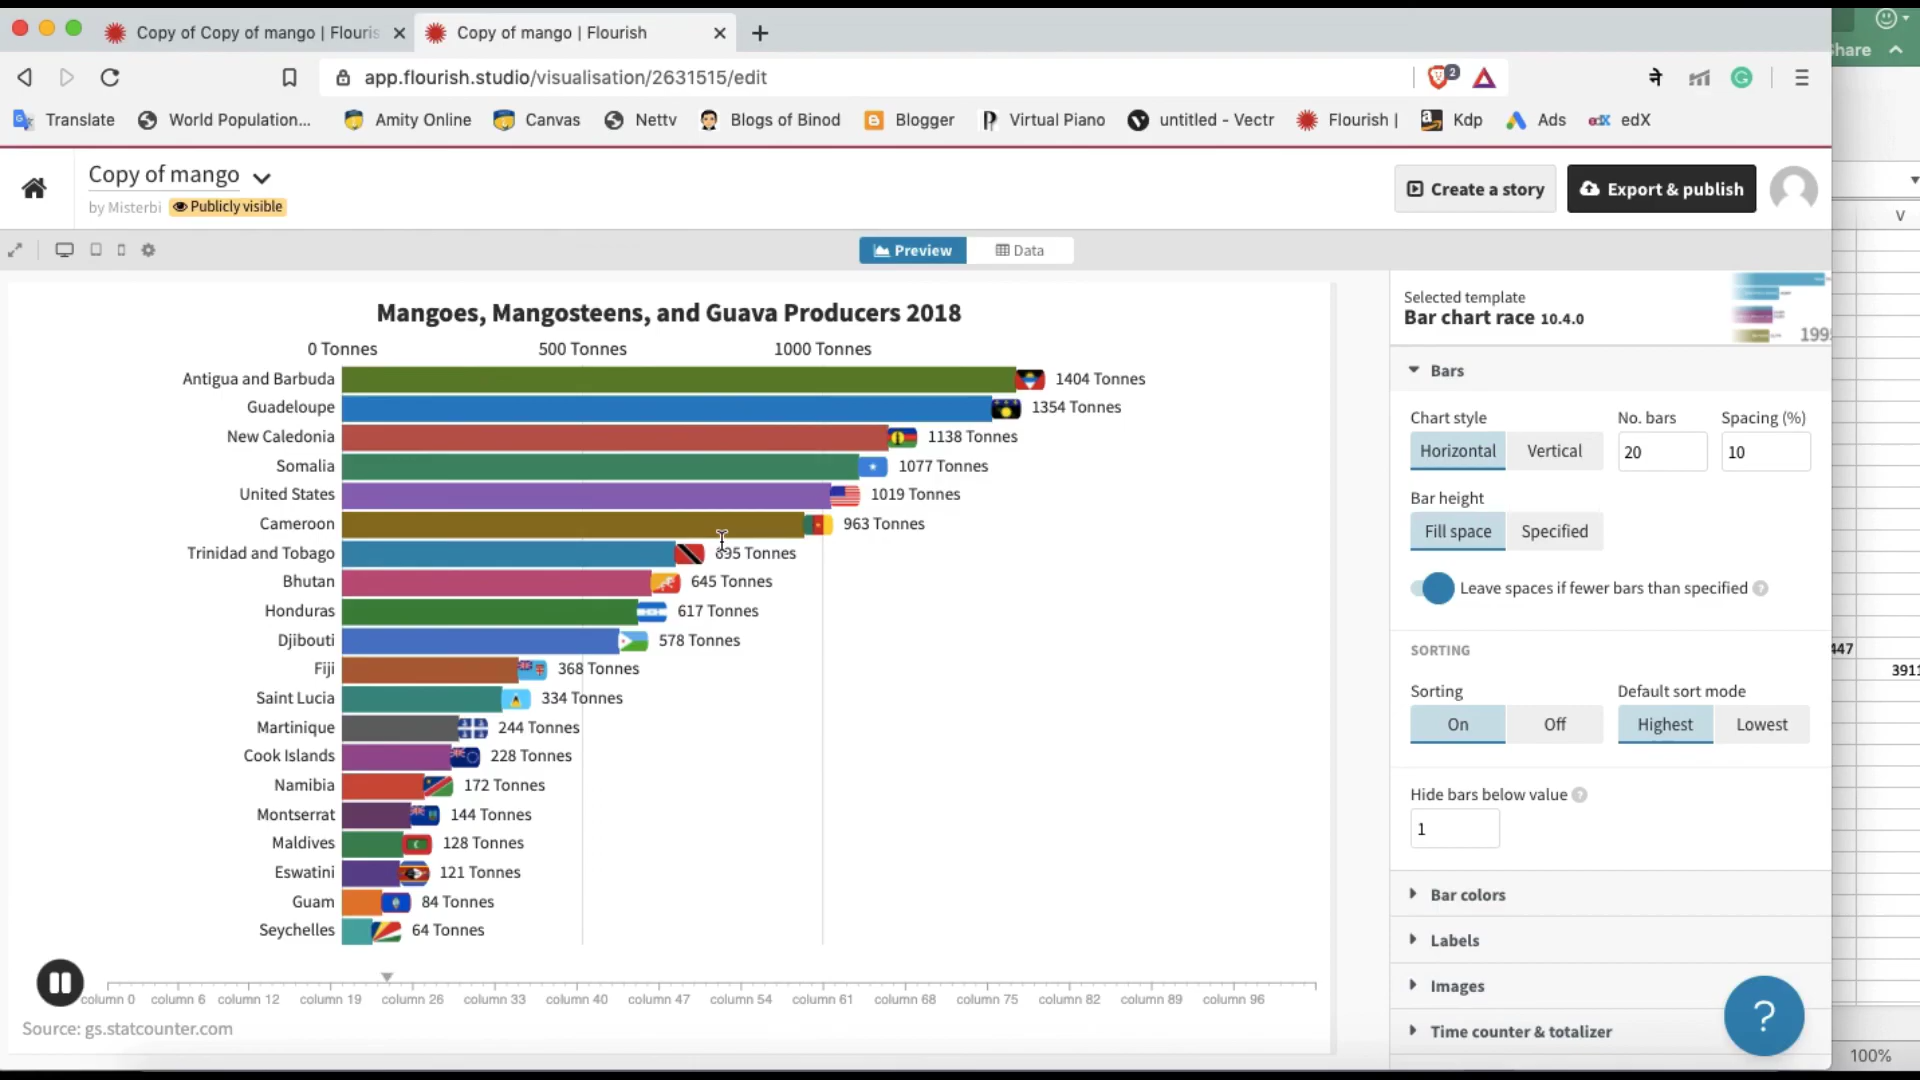 Copy of Copy of mango | Flouris
Copy of mango | Flourish
Share
app.flourish.studio/visualisation/2631515/edit
2
ने
Translate World Population... Amity Online Canvas Nettv Blogs of Binod Blogger Virtual Piano untitled - Vectr Flourish | Kdp Ads edX edX
Copy of mango
by Misterbi Publicly visible
Create a story
Export & publish
V
Preview Data
Mangoes, Mangosteens, and Guava Producers 2018
0 Tonnes 500 Tonnes 1000 Tonnes
Antigua and Barbuda 1404 Tonnes
Guadeloupe 1354 Tonnes
New Caledonia 1138 Tonnes
Somalia 1077 Tonnes
United States 1019 Tonnes
Cameroon 963 Tonnes
Trinidad and Tobago 695 Tonnes
Bhutan 645 Tonnes
Honduras 617 Tonnes
Djibouti 578 Tonnes
Fiji 368 Tonnes
Saint Lucia 334 Tonnes
Martinique 244 Tonnes
Cook Islands 228 Tonnes
Namibia 172 Tonnes
Montserrat 144 Tonnes
Maldives 128 Tonnes
Eswatini 121 Tonnes
Guam 84 Tonnes
Seychelles 64 Tonnes
column 0 column 6 column 12 column 19 column 26 column 33 column 40 column 47 column 54 column 61 column 68 column 75 column 82 column 89 column 96
Source: gs.statcounter.com
Selected template
Bar chart race 10.4.0
199
Bars
Chart style No. bars Spacing (%)
Horizontal Vertical 20 10
Bar height
Fill space Specified
Leave spaces if fewer bars than specified ?
SORTING
Sorting Default sort mode
On Off Highest Lowest
Hide bars below value ?
1
Bar colors
Labels
Images
Time counter & totalizer
?
447
3911
100%